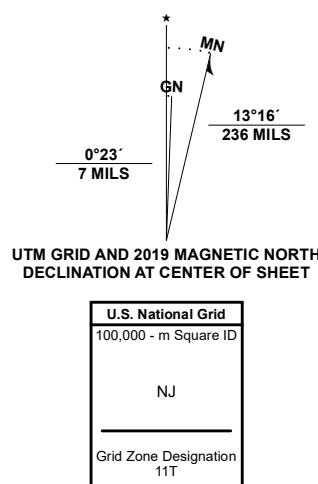 ★
MN
GN
13°16´
236 MILS
0°23´
7 MILS
UTM GRID AND 2019 MAGNETIC NORTH
DECLINATION AT CENTER OF SHEET
U.S. National Grid
100,000 - m Square ID
NJ
Grid Zone Designation
11T